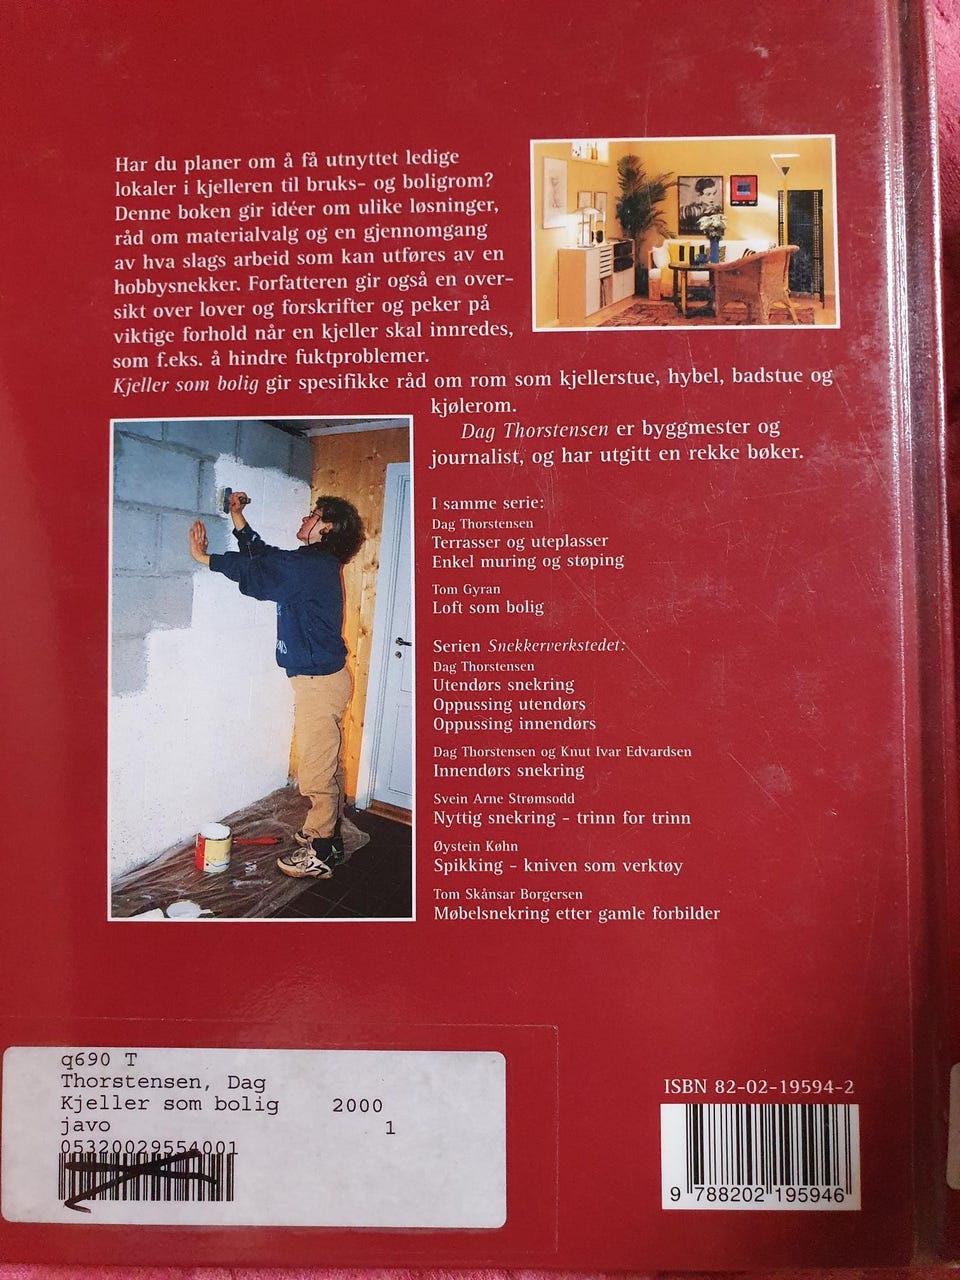 Har du planer om å få utnyttet ledige
lokaler i kjelleren til bruks- og boligrom?
Denne boken gir idéer om ulike løsninger,
råd om materialvalg og en gjennomgang
av hva slags arbeid som kan utføres av en
hobbysnekker. Forfatteren gir også en over-
sikt over lover og forskrifter og peker på
viktige forhold når en kjeller skal innredes,
som f.eks. å hindre fuktproblemer.
Kjeller som bolig gir spesifikke råd om rom som kjellerstue, hybel, badstue og
kjølerom.
Dag Thorstensen er byggmester og
journalist, og har utgitt en rekke bøker.
I samme serie:
Dag Thorstensen
Terrasser og uteplasser
Enkel muring og støping
Tom Gyran
Loft som bolig
Serien Snekkerverkstedet:
Dag Thorstensen
Utendørs snekring
Oppussing utendørs
Oppussing innendørs
Dag Thorstensen og Knut Ivar Edvardsen
Innendørs snekring
Svein Arne Strømsodd
Nyttig snekring – trinn for trinn
Øystein Køhn
Spikking – kniven som verktøy
Tom Skånsar Borgersen
Møbelsnekring etter gamle forbilder
q690 T
Thorstensen, Dag
Kjeller som bolig 2000
javo 1
05320029554001
ISBN 82-02-19594-2
9 788202 195946